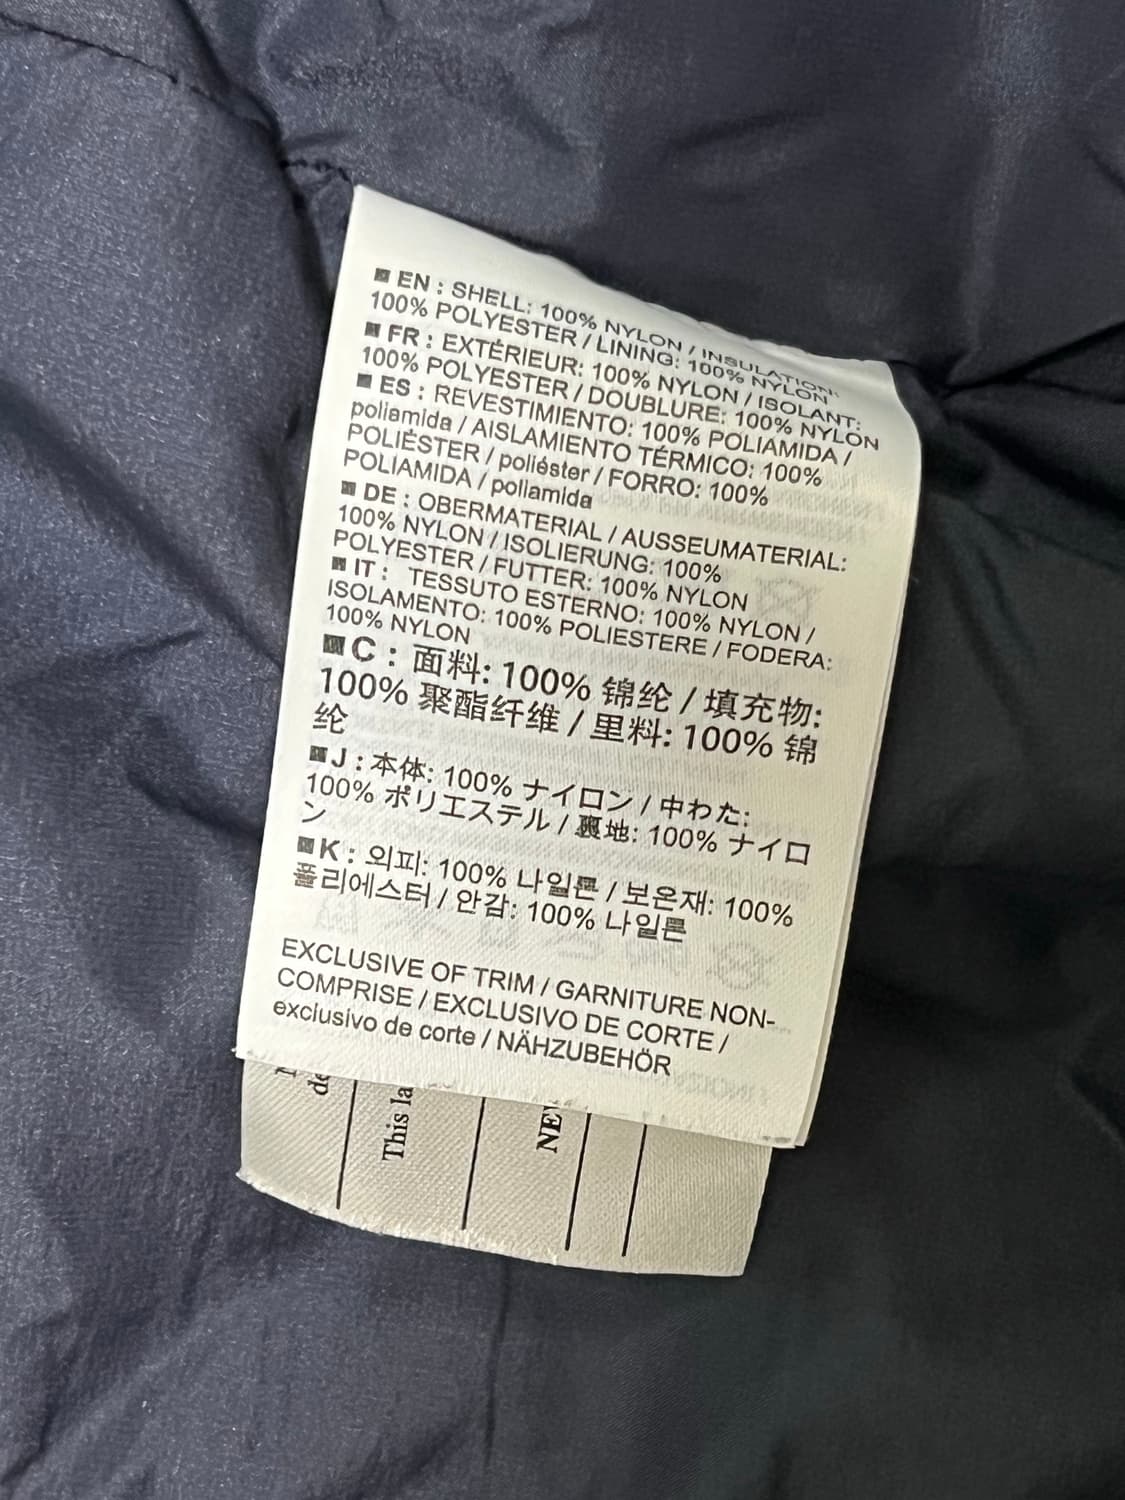 EN : SHELL: 100% NYLON / INSULATION:
100% POLYESTER / LINING: 100% NYLON
FR : EXTÉRIEUR: 100% NYLON / ISOLANT:
100% POLYESTER / DOUBLURE: 100% NYLON
ES : REVESTIMIENTO: 100% POLIAMIDA /
poliamida / AISLAMIENTO TÉRMICO: 100%
POLIÉSTER / poliéster / FORRO: 100%
POLIAMIDA / poliamida
DE : OBERMATERIAL / AUSSEUMATERIAL:
100% NYLON / ISOLIERUNG: 100%
POLYESTER / FUTTER: 100% NYLON
IT : TESSUTO ESTERNO: 100% NYLON /
ISOLAMENTO: 100% POLIESTERE / FODERA:
100% NYLON
C : 面料: 100% 锦纶 / 填充物:
100% 聚酯纤维 / 里料: 100% 锦
纶
J : 本体: 100% ナイロン / 中わた:
100% ポリエステル / 裏地: 100% ナイロ
ン
K : 외피: 100% 나일론 / 보온재: 100%
폴리에스터 / 안감: 100% 나일론
EXCLUSIVE OF TRIM / GARNITURE NON-
COMPRISE / EXCLUSIVO DE CORTE /
exclusivo de corte / NÄHZUBEHÖR
This la
NE